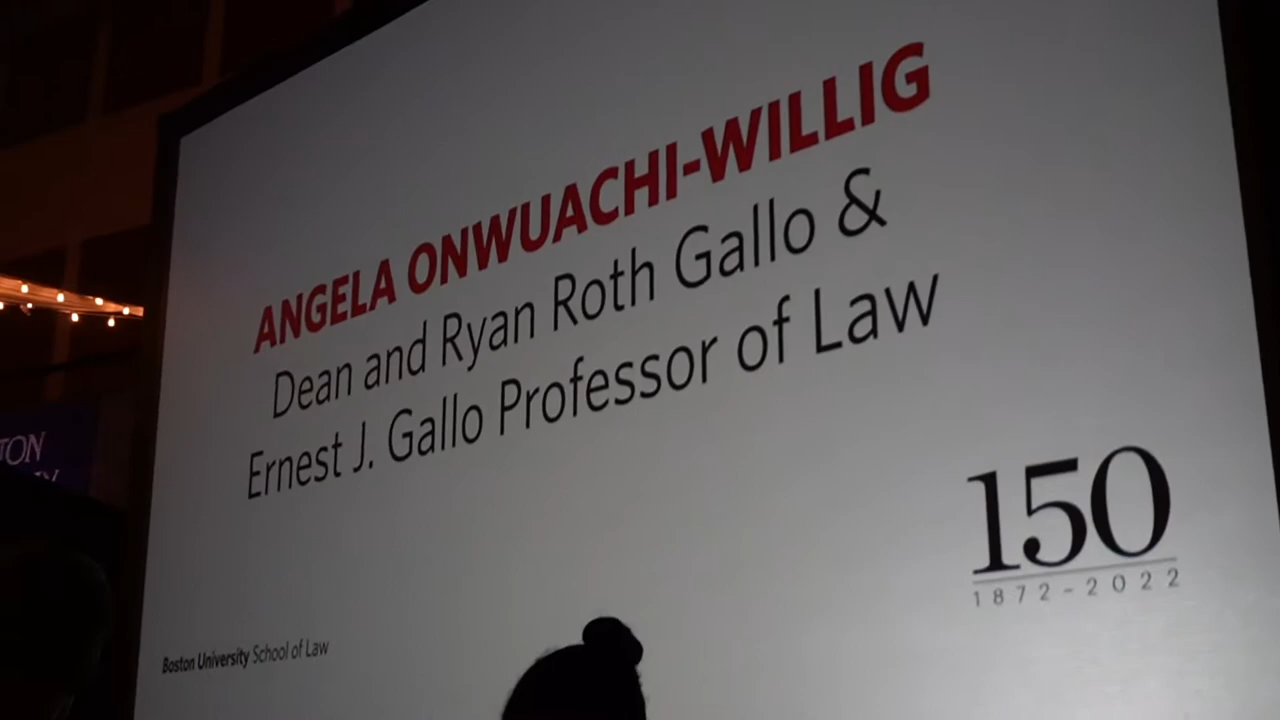 ANGELA ONWUACHI-WILLIG
Dean and Ryan Roth Gallo &
Ernest J. Gallo Professor of Law
150
1872-2022
Boston University School of Law